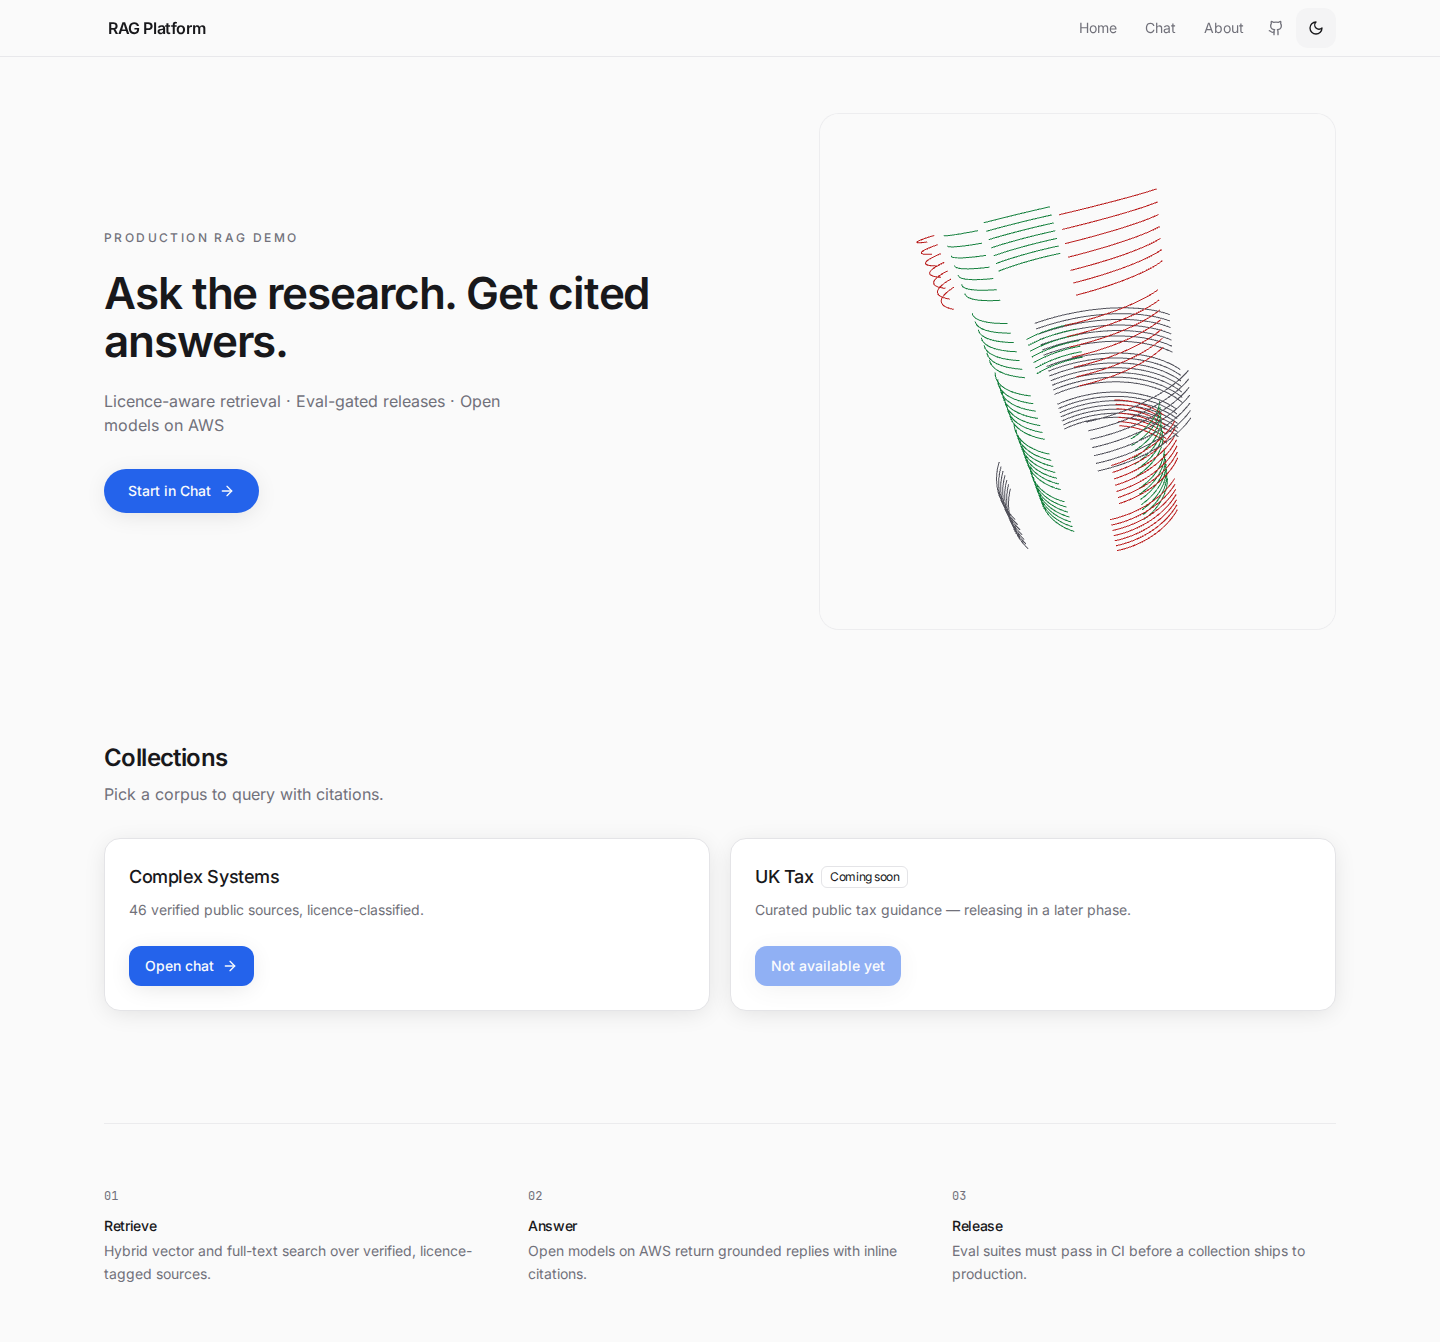 RAG Platform
Home
Chat
About
PRODUCTION RAG DEMO
Ask the research. Get cited
answers.
Licence-aware retrieval · Eval-gated releases · Open
models on AWS
Start in Chat
Collections
Pick a corpus to query with citations.
Complex Systems
46 verified public sources, licence-classified.
Open chat
UK Tax
Coming soon
Curated public tax guidance — releasing in a later phase.
Not available yet
01
Retrieve
Hybrid vector and full-text search over verified, licence-
tagged sources.
02
Answer
Open models on AWS return grounded replies with inline
citations.
03
Release
Eval suites must pass in CI before a collection ships to
production.